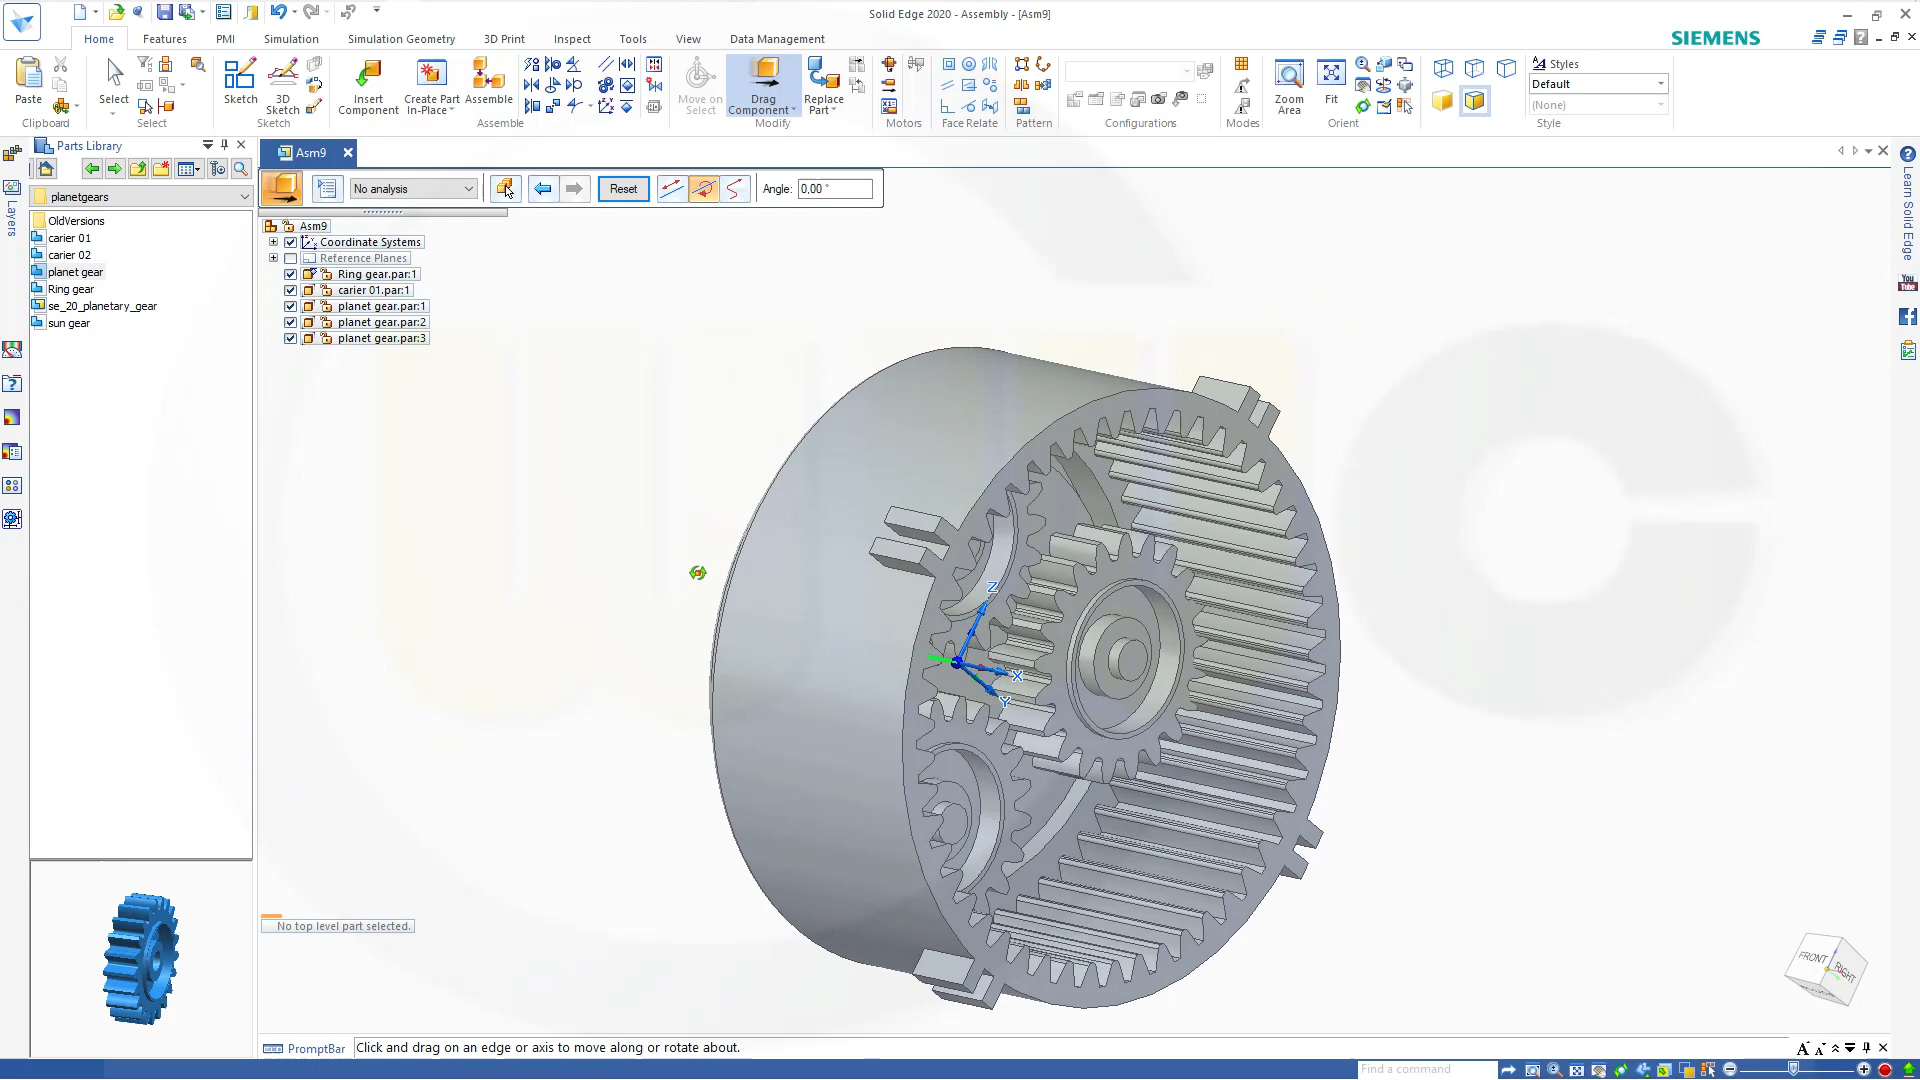 Solid Edge 2020 - Assembly - [Asm9]
Home
Features
PMI
Simulation
Simulation Geometry
3D Print
Inspect
Tools
View
Data Management
SIEMENS
Paste
Clipboard
Select
Select
Sketch
3D
Sketch
Sketch
Insert
Component
Create Part
In-Place
Assemble
Assemble
Move on
Select
Drag
Component
Modify
Replace
Part
Motors
Face Relate
Pattern
Configurations
Modes
Zoom
Area
Fit
Orient
Styles
Default
(None)
Style
Parts Library
Asm9
No analysis
Reset
Angle:
0,00 °
planetgears
OldVersions
carier 01
carier 02
planet gear
Ring gear
se_20_planetary_gear
sun gear
Asm9
Coordinate Systems
Reference Planes
Ring gear.par:1
carier 01.par:1
planet gear.par:1
planet gear.par:2
planet gear.par:3
Layers
Learn Solid Edge
You
Tube
Z
X
Y
No top level part selected.
FRONT
RIGHT
PromptBar
Click and drag on an edge or axis to move along or rotate about.
Find a command